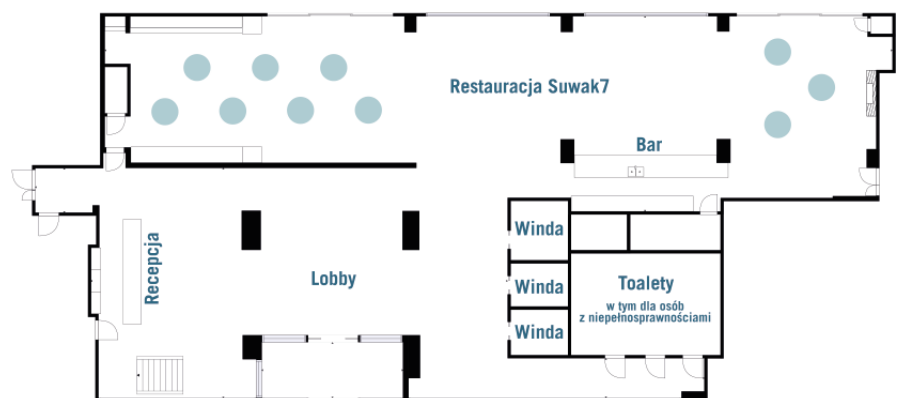 Restauracja Suwak7
Bar
Winda
Recepcja
Lobby
Winda
Toalety
w tym dla osób
z niepełnosprawnościami
Winda